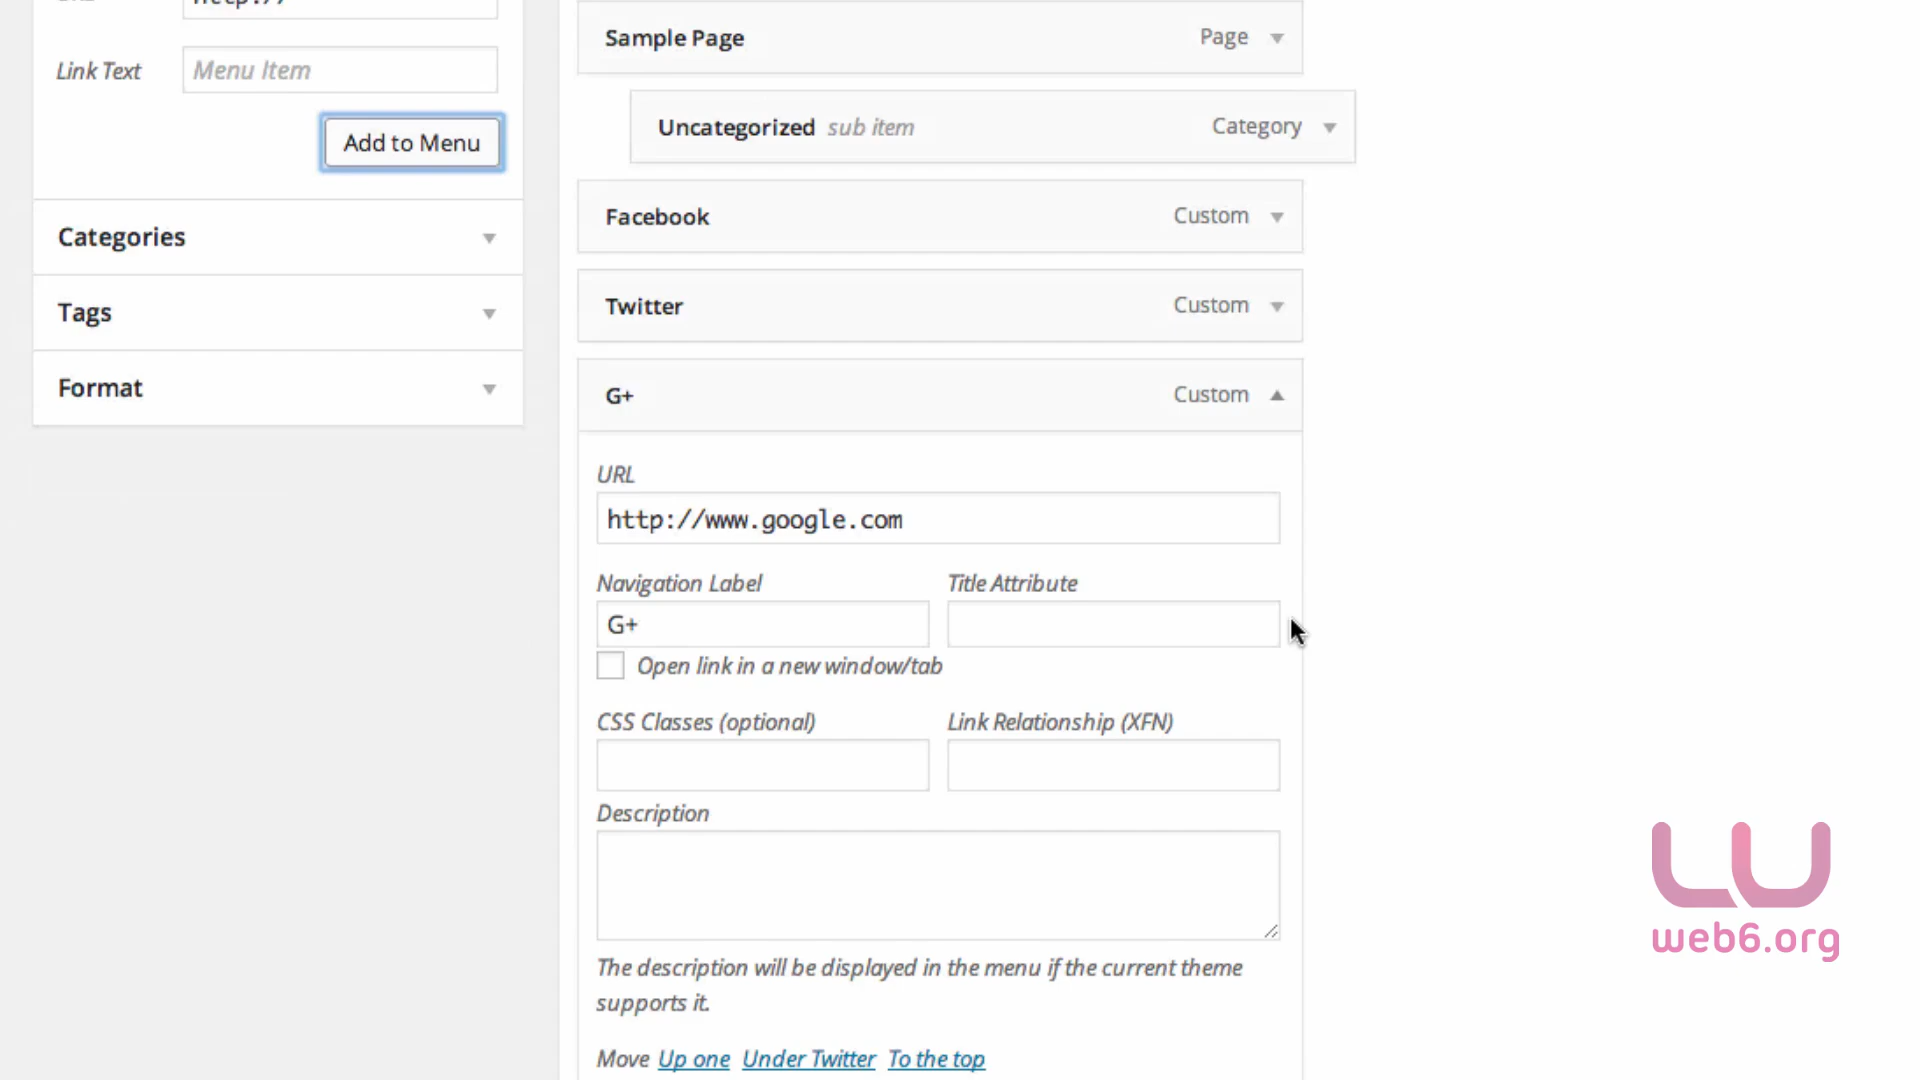 Link Text
Menu Item
Add to Menu
Categories
Tags
Format
Sample Page
Page
Uncategorized sub item
Category
Facebook
Custom
Twitter
Custom
G+
Custom
URL
http://www.google.com
Navigation Label
Title Attribute
G+
Open link in a new window/tab
CSS Classes (optional)
Link Relationship (XFN)
Description
The description will be displayed in the menu if the current theme
supports it.
Move Up one Under Twitter To the top
web6.org